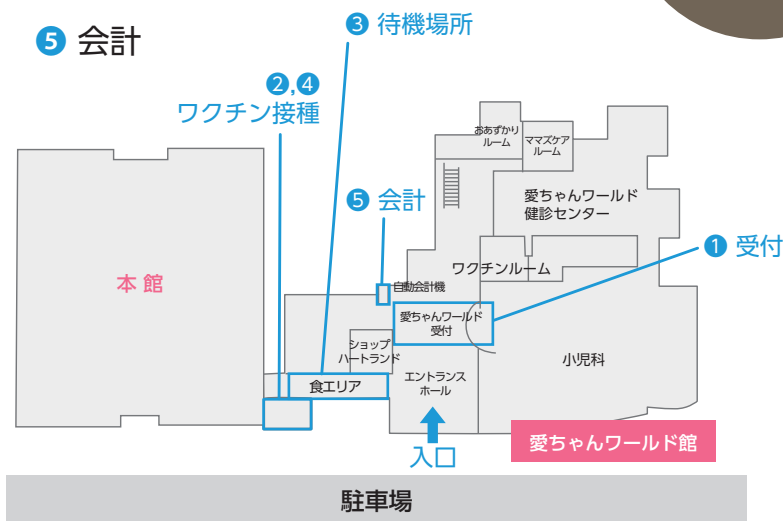 ❺ 会計
❸ 待機場所
❷,❹
ワクチン接種
おあずかり
ルーム
ママズケア
ルーム
愛ちゃんワールド
健診センター
❺ 会計
❶ 受付
ワクチンルーム
本 館
自動会計機
愛ちゃんワールド
受付
ショップ
ハートランド
小児科
食エリア
エントランス
ホール
入口
愛ちゃんワールド館
駐車場